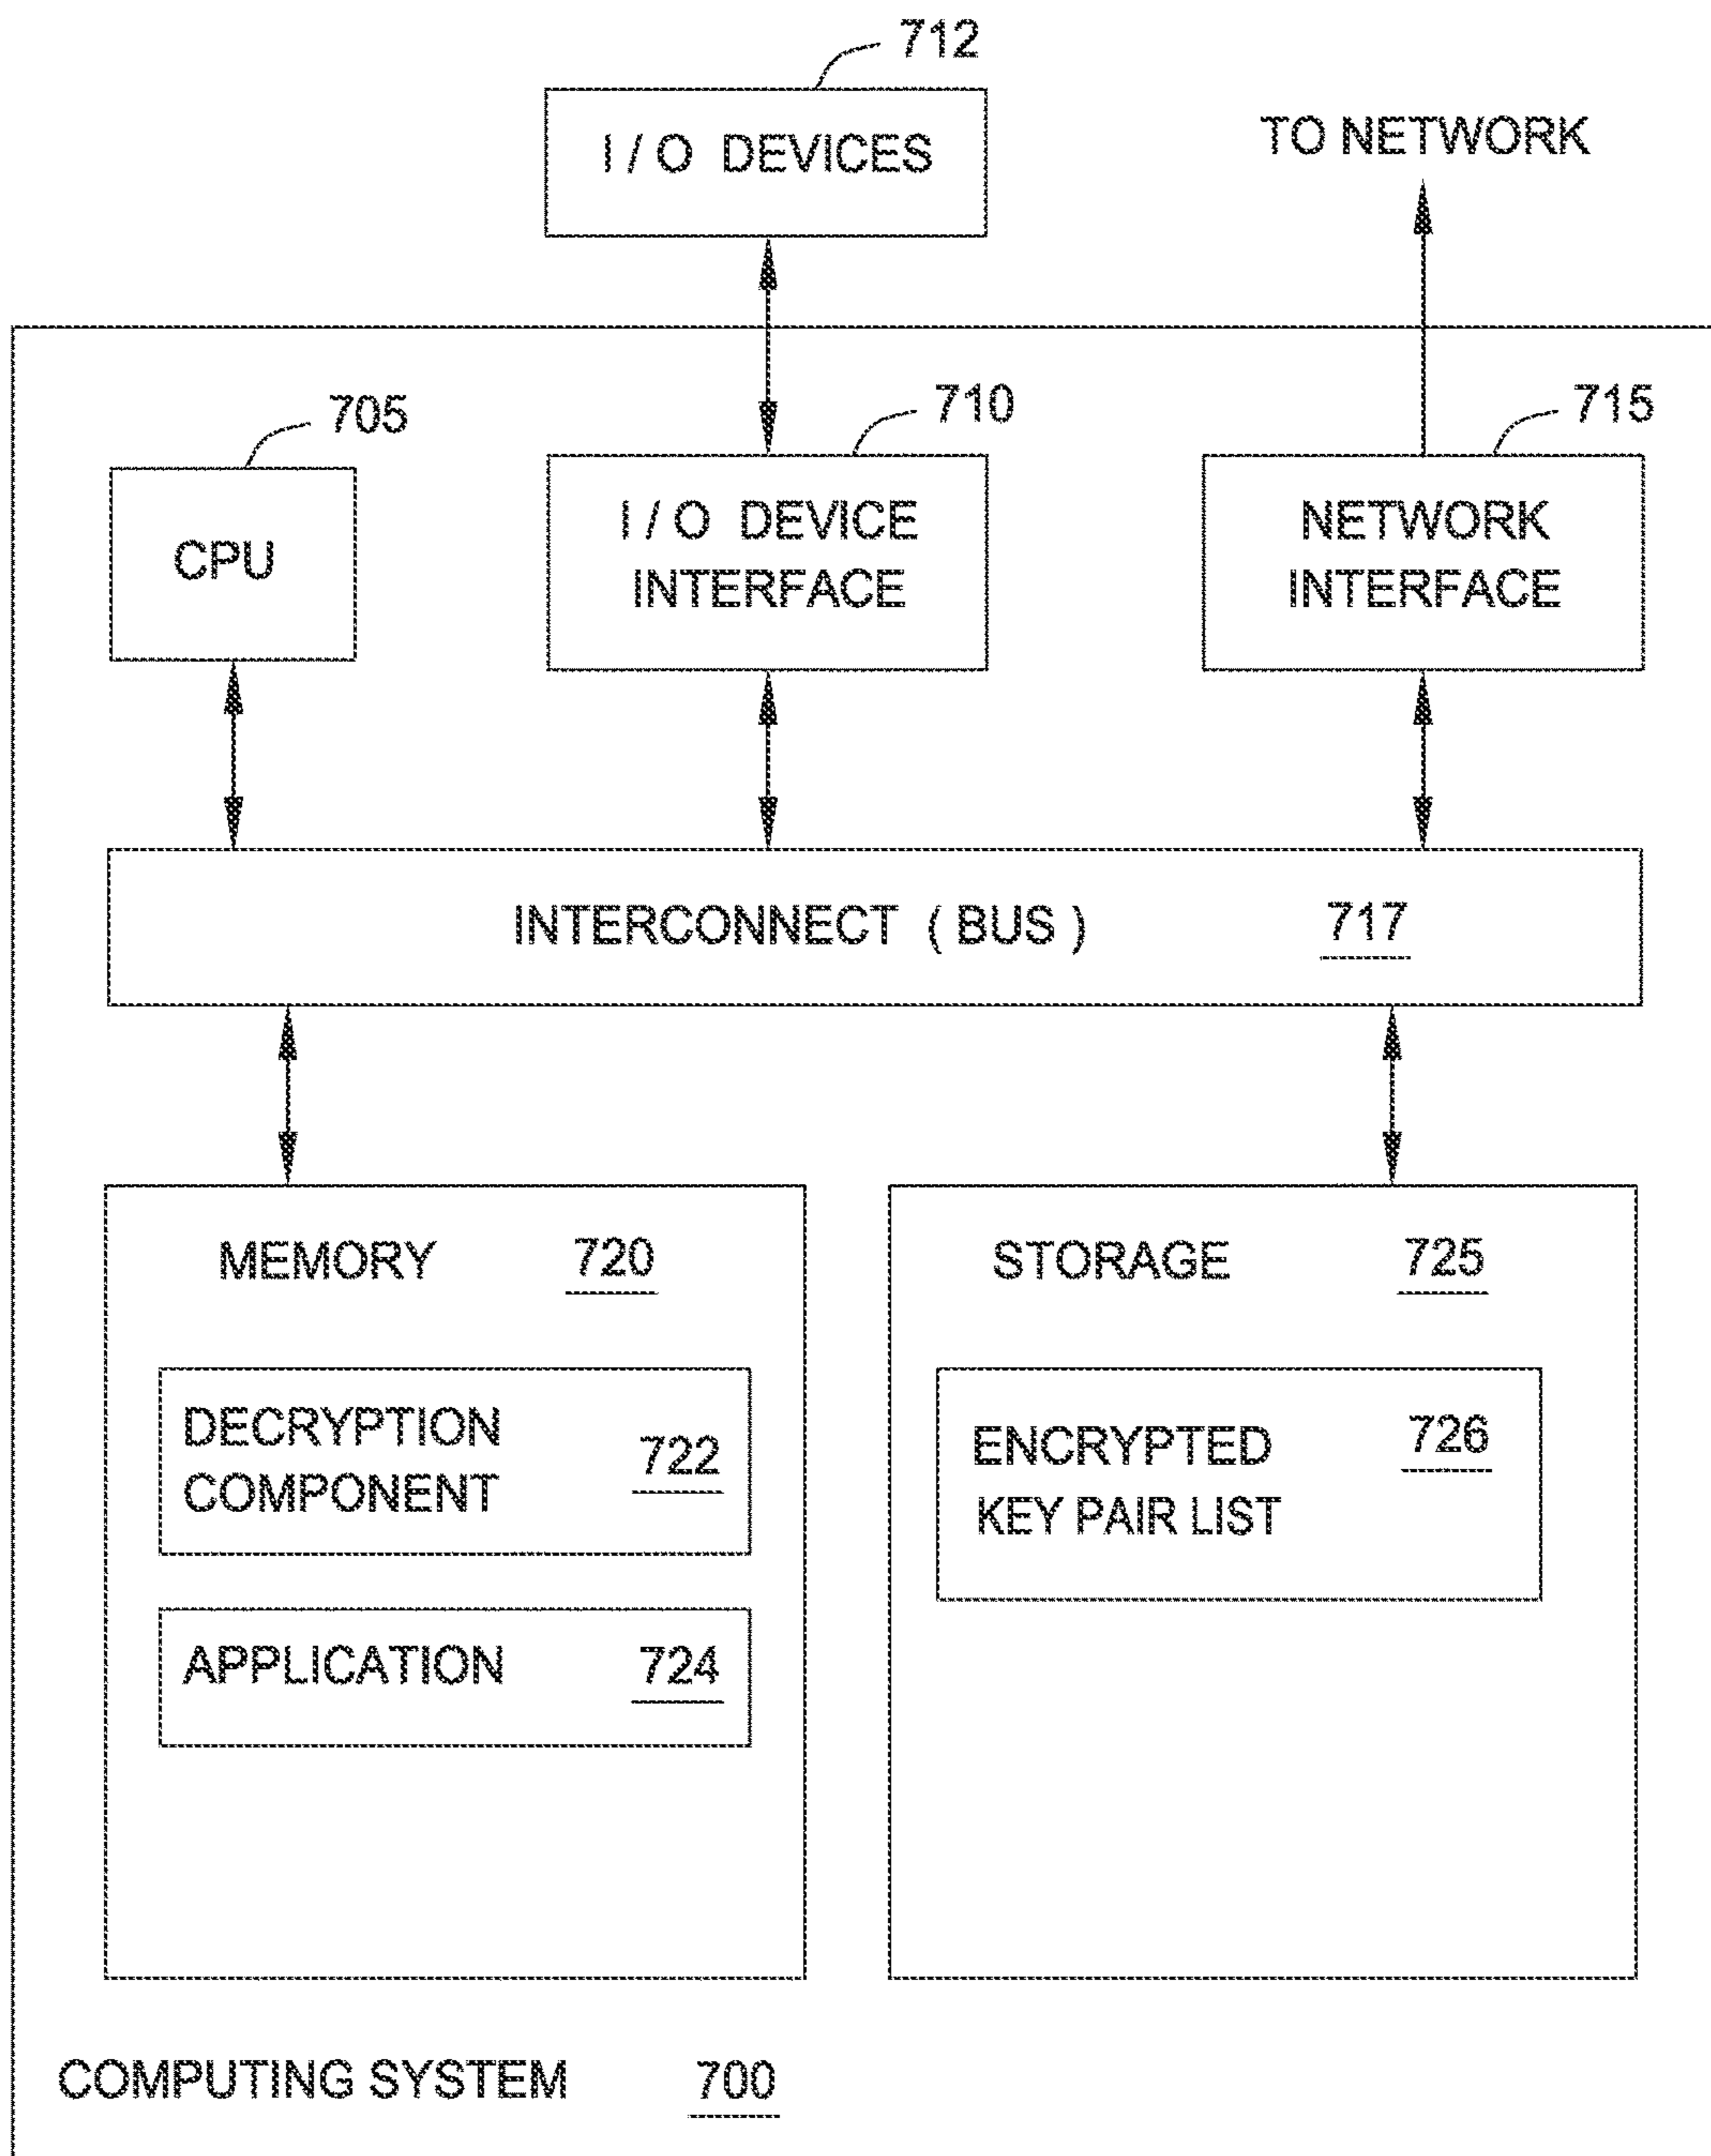 712
I / O DEVICES
TO NETWORK
705
710
715
CPU
I / O DEVICE
INTERFACE
NETWORK
INTERFACE
INTERCONNECT ( BUS ) 717
MEMORY 720
DECRYPTION
COMPONENT 722
APPLICATION 724
STORAGE 725
ENCRYPTED 726
KEY PAIR LIST
COMPUTING SYSTEM 700